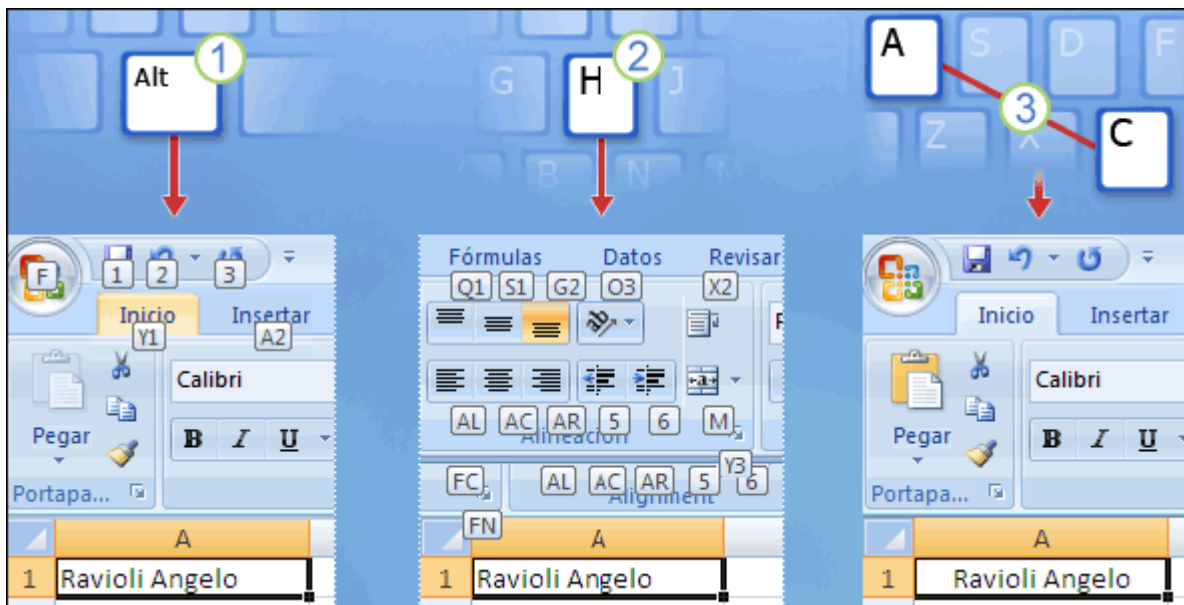 Alt 1
F 1 2 3
Inicio Insertar
Y1 A2
Calibri
Pegar B I U
Portapa...
A
1 Ravioli Angelo
G H 2 J
B N
Fórmulas Datos Revisar
Q1 S1 G2 O3 X2
AL AC AR 5 6 M
Alineación
Y3
FC AL AC AR 5 6
Alignment
FN
A
1 Ravioli Angelo
A S D F
3
Z X C
Inicio Insertar
Calibri
Pegar B I U
Portapa...
A
1 Ravioli Angelo